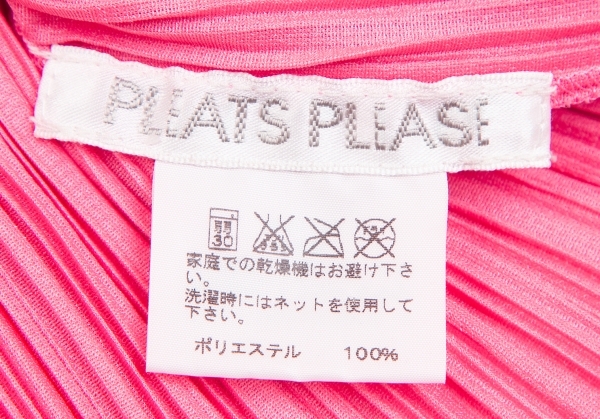 PLEATS PLEASE
弱
30
家庭での乾燥機はお避け下さ
い。
洗濯時にはネットを使用して
下さい。
ポリエステル 100%